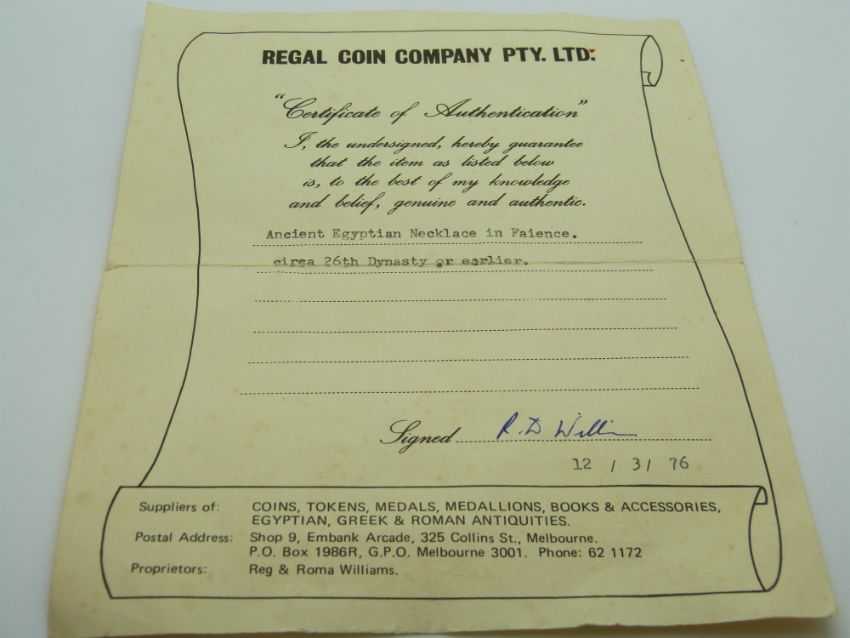 REGAL COIN COMPANY PTY. LTD.
"Certificate of Authentication"
I, the undersigned, hereby guarantee
that the item as listed below
is, to the best of my knowledge
and belief, genuine and authentic.
Ancient Egyptian Necklace in Faience.
circa 26th Dynasty or earlier.
Signed R. D Willi
12 / 3/ 76
Suppliers of: COINS, TOKENS, MEDALS, MEDALLIONS, BOOKS & ACCESSORIES,
EGYPTIAN, GREEK & ROMAN ANTIQUITIES.
Postal Address: Shop 9, Embank Arcade, 325 Collins St., Melbourne.
P.O. Box 1986R, G.P.O. Melbourne 3001. Phone: 62 1172
Proprietors: Reg & Roma Williams.